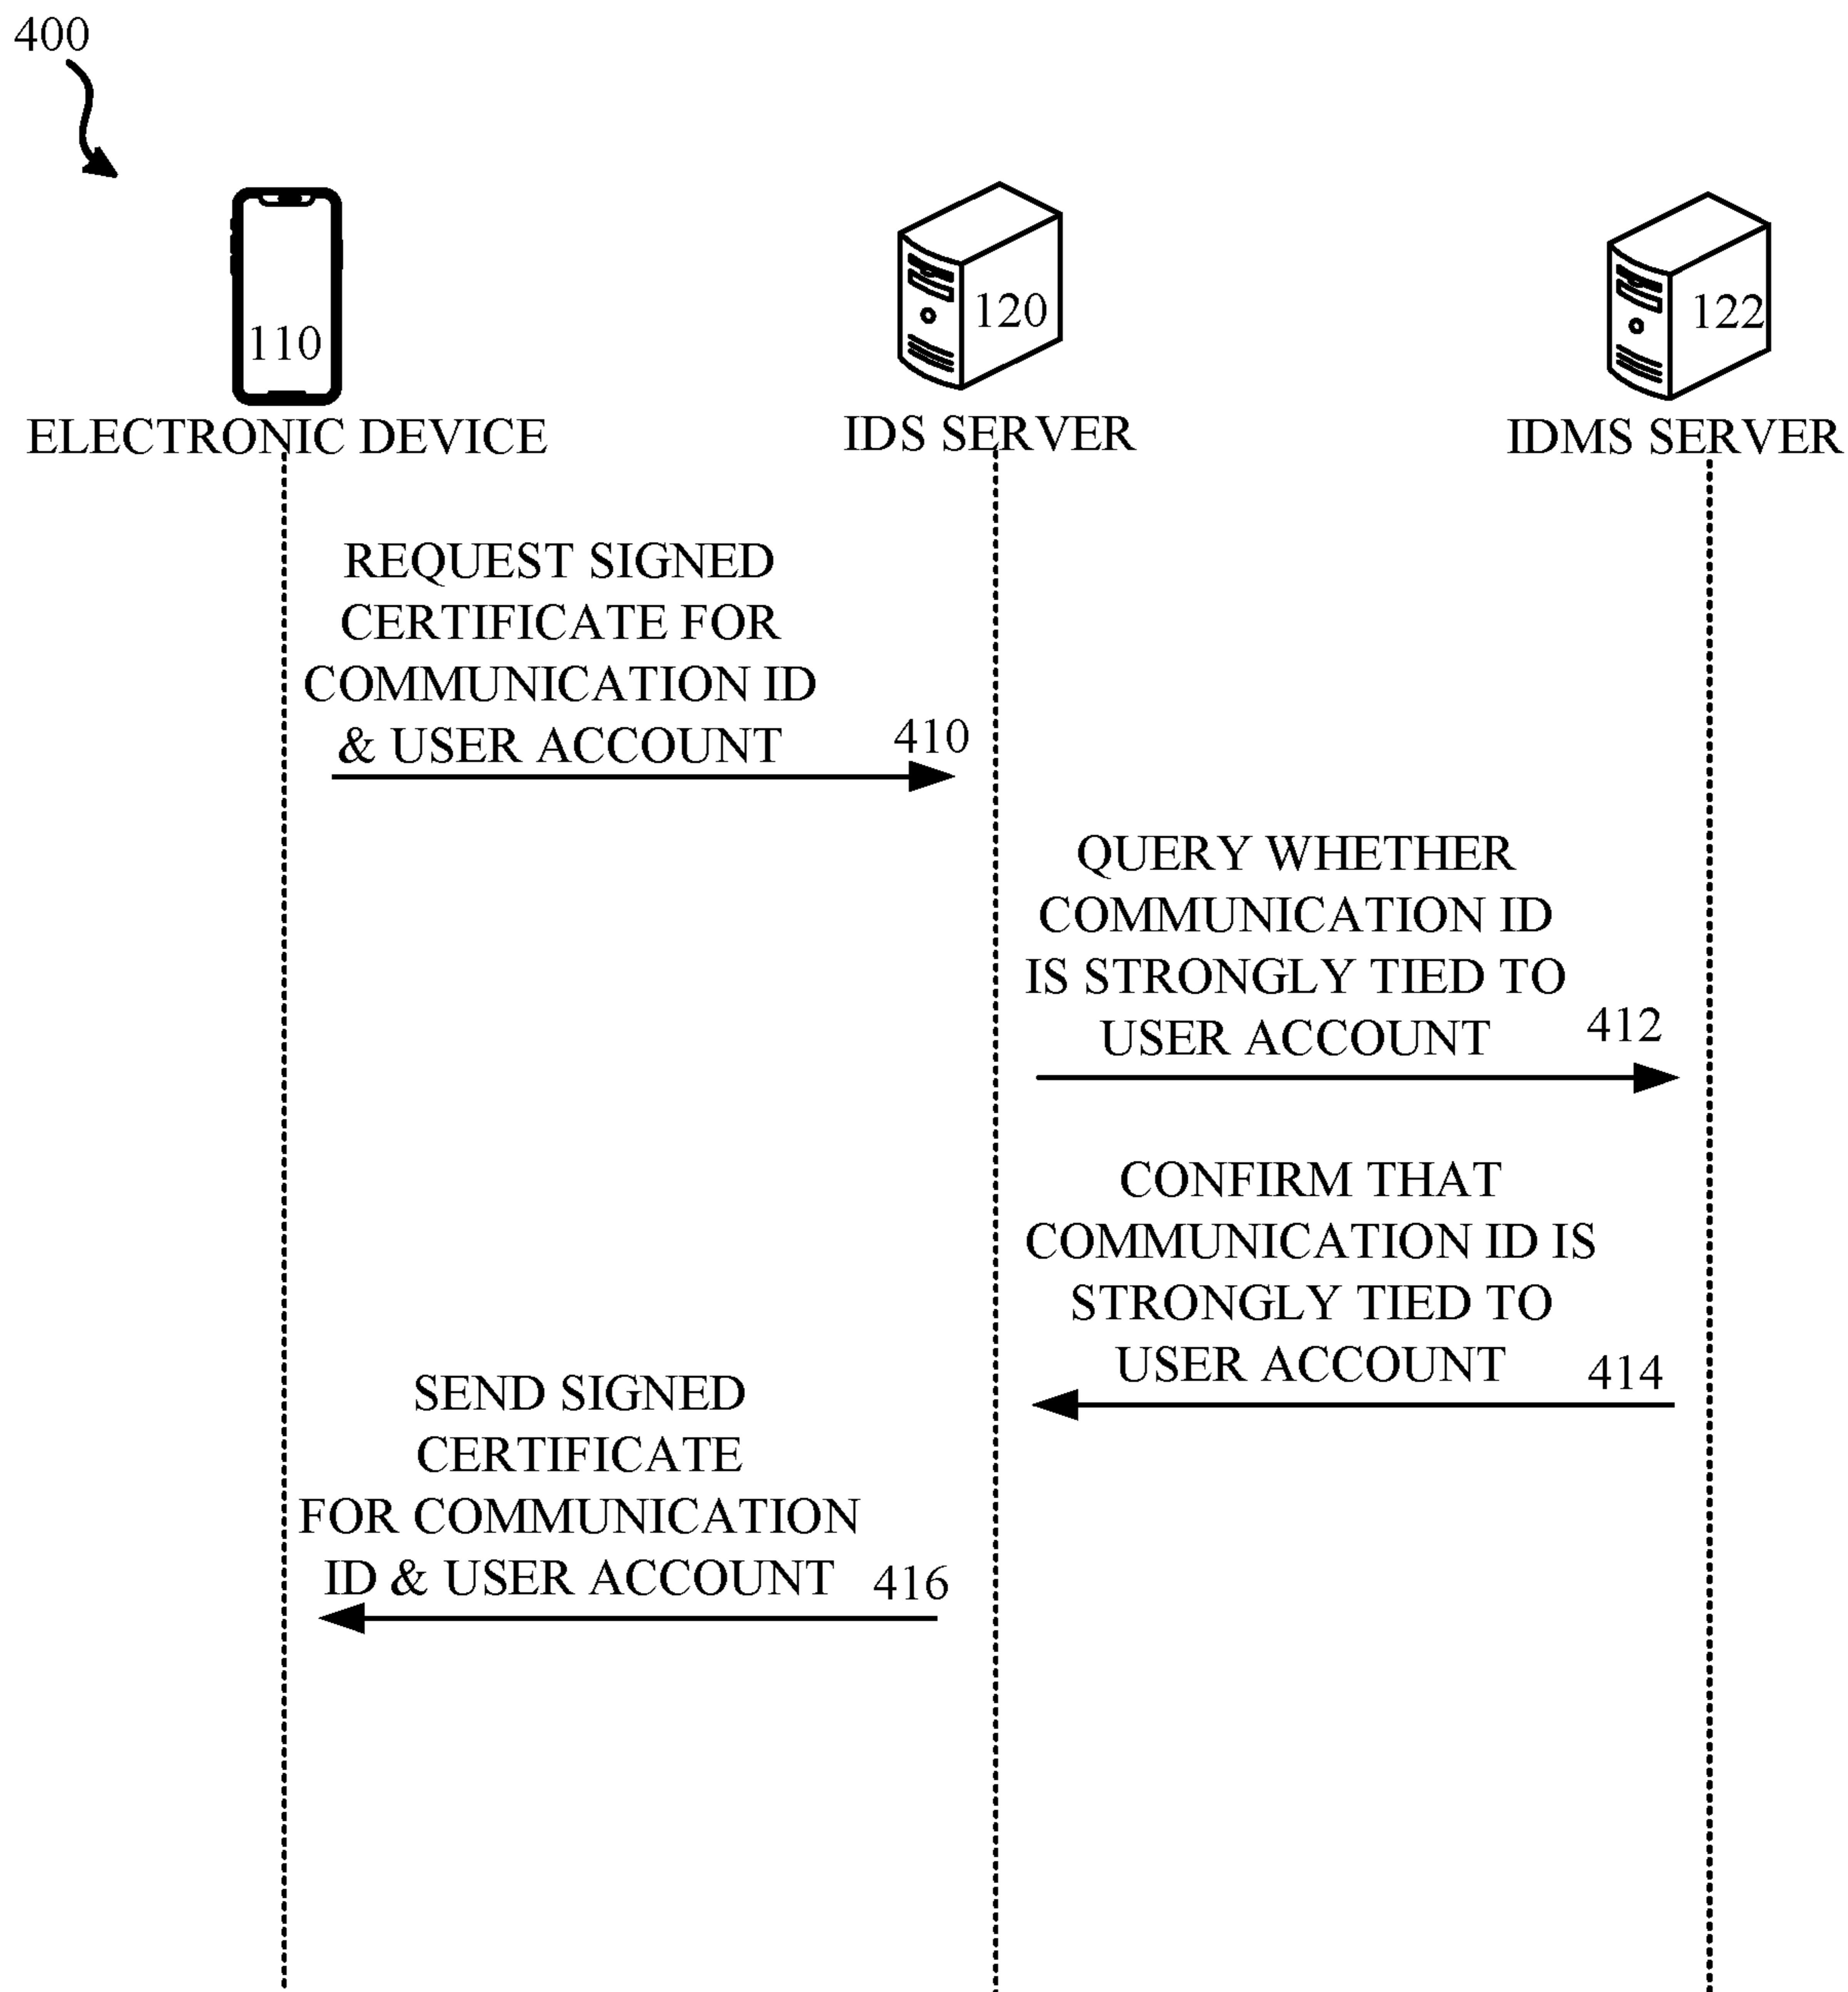 400
110
120
122
ELECTRONIC DEVICE
IDS SERVER
IDMS SERVER
REQUEST SIGNED
CERTIFICATE FOR
COMMUNICATION ID
& USER ACCOUNT
410
QUERY WHETHER
COMMUNICATION ID
IS STRONGLY TIED TO
USER ACCOUNT
412
CONFIRM THAT
COMMUNICATION ID IS
STRONGLY TIED TO
USER ACCOUNT
414
SEND SIGNED
CERTIFICATE
FOR COMMUNICATION
ID & USER ACCOUNT
416